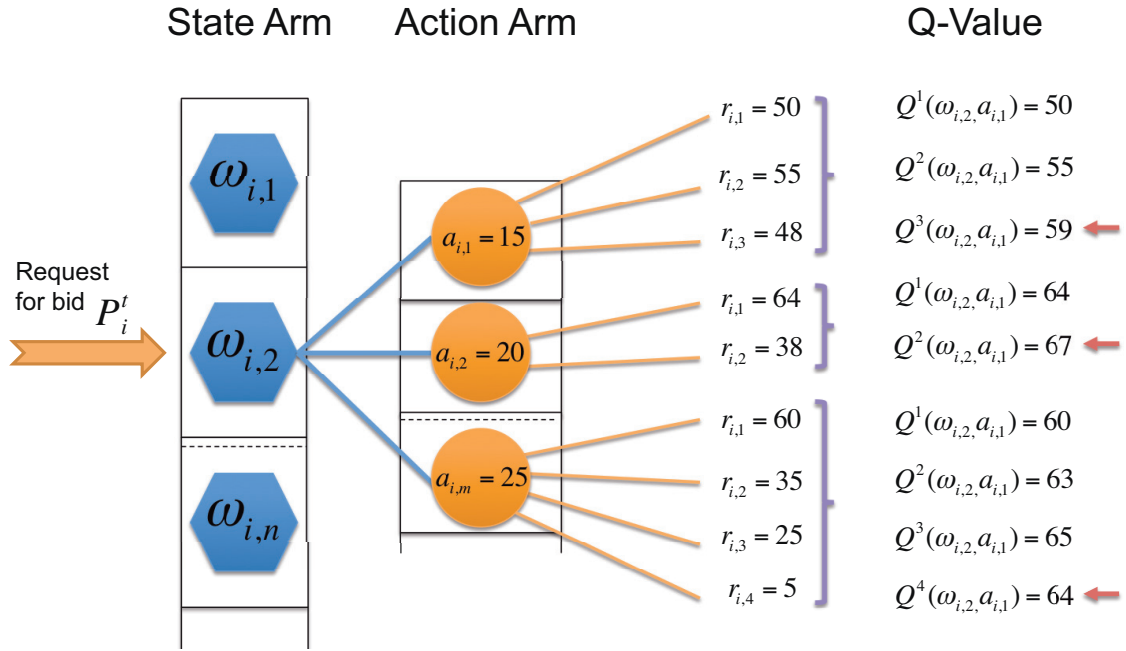 State Arm Action Arm Q-Value
Request
for bid P_i^t
ω_{i,1}
ω_{i,2}
ω_{i,n}
a_{i,1} = 15
a_{i,2} = 20
a_{i,m} = 25
r_{i,1} = 50
r_{i,2} = 55
r_{i,3} = 48
r_{i,1} = 64
r_{i,2} = 38
r_{i,1} = 60
r_{i,2} = 35
r_{i,3} = 25
r_{i,4} = 5
Q^1(ω_{i,2,}a_{i,1}) = 50
Q^2(ω_{i,2,}a_{i,1}) = 55
Q^3(ω_{i,2,}a_{i,1}) = 59
Q^1(ω_{i,2,}a_{i,1}) = 64
Q^2(ω_{i,2,}a_{i,1}) = 67
Q^1(ω_{i,2,}a_{i,1}) = 60
Q^2(ω_{i,2,}a_{i,1}) = 63
Q^3(ω_{i,2,}a_{i,1}) = 65
Q^4(ω_{i,2,}a_{i,1}) = 64